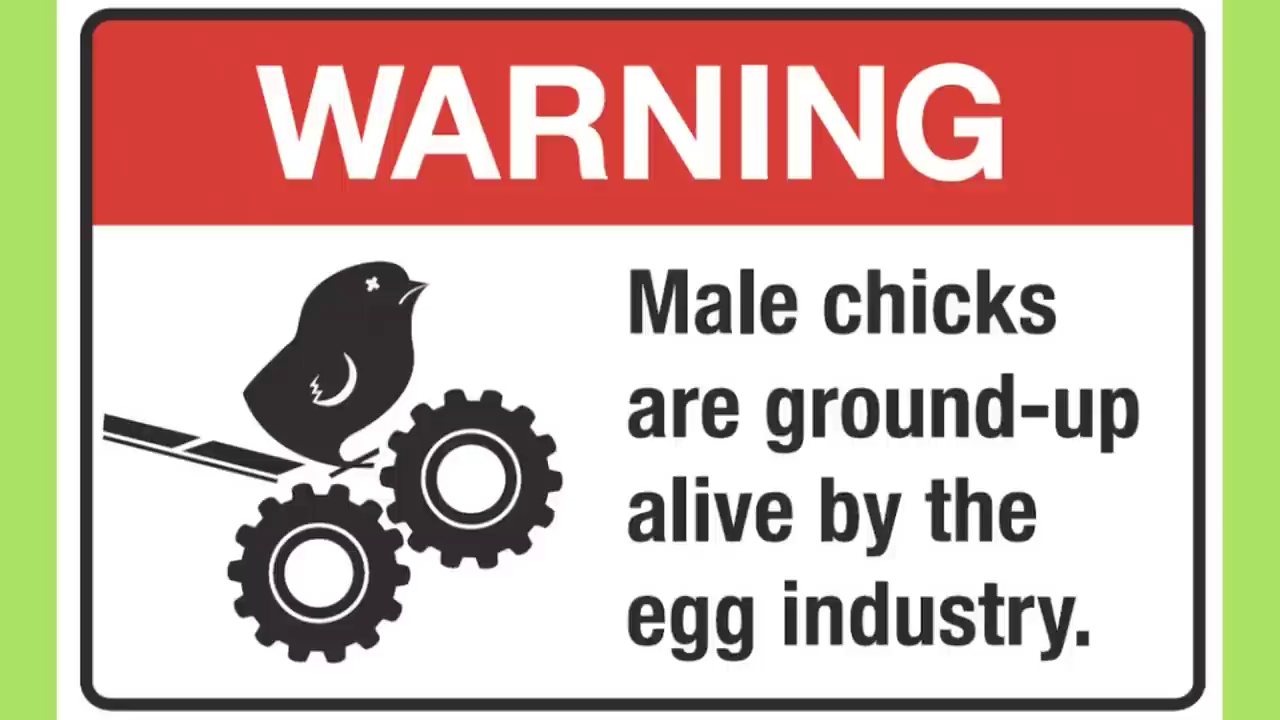 WARNING
Male chicks
are ground-up
alive by the
egg industry.